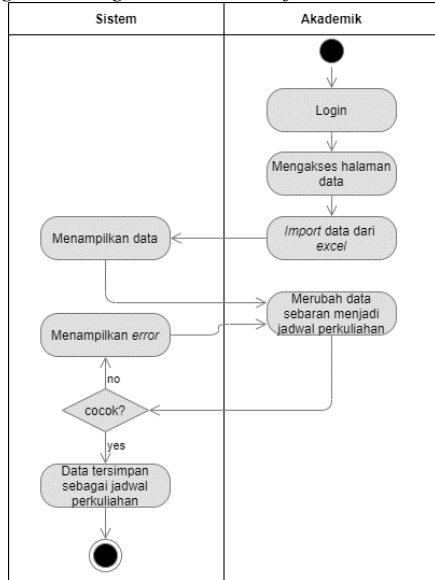 Sistem
Akademik
Login
Mengakses halaman
data
Import data dari
excel
Menampilkan data
Merubah data
sebaran menjadi
jadwal perkuliahan
Menampilkan error
no
cocok?
yes
Data tersimpan
sebagai jadwal
perkuliahan